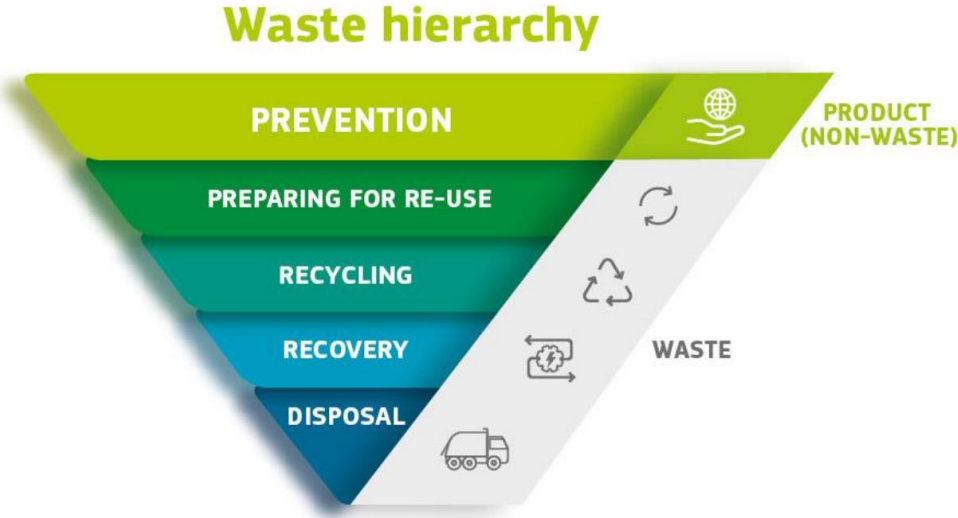 Waste hierarchy
PREVENTION
PRODUCT
(NON-WASTE)
PREPARING FOR RE-USE
RECYCLING
RECOVERY
WASTE
DISPOSAL